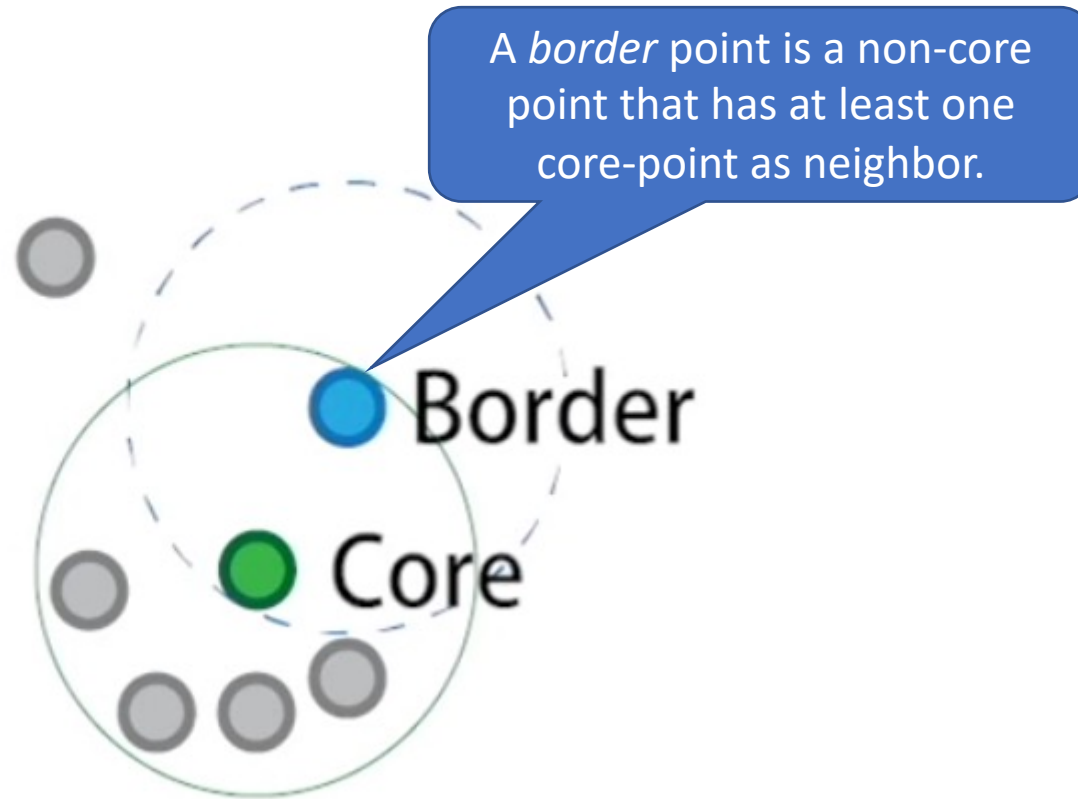 A border point is a non-core
point that has at least one
core-point as neighbor.
Border
Core